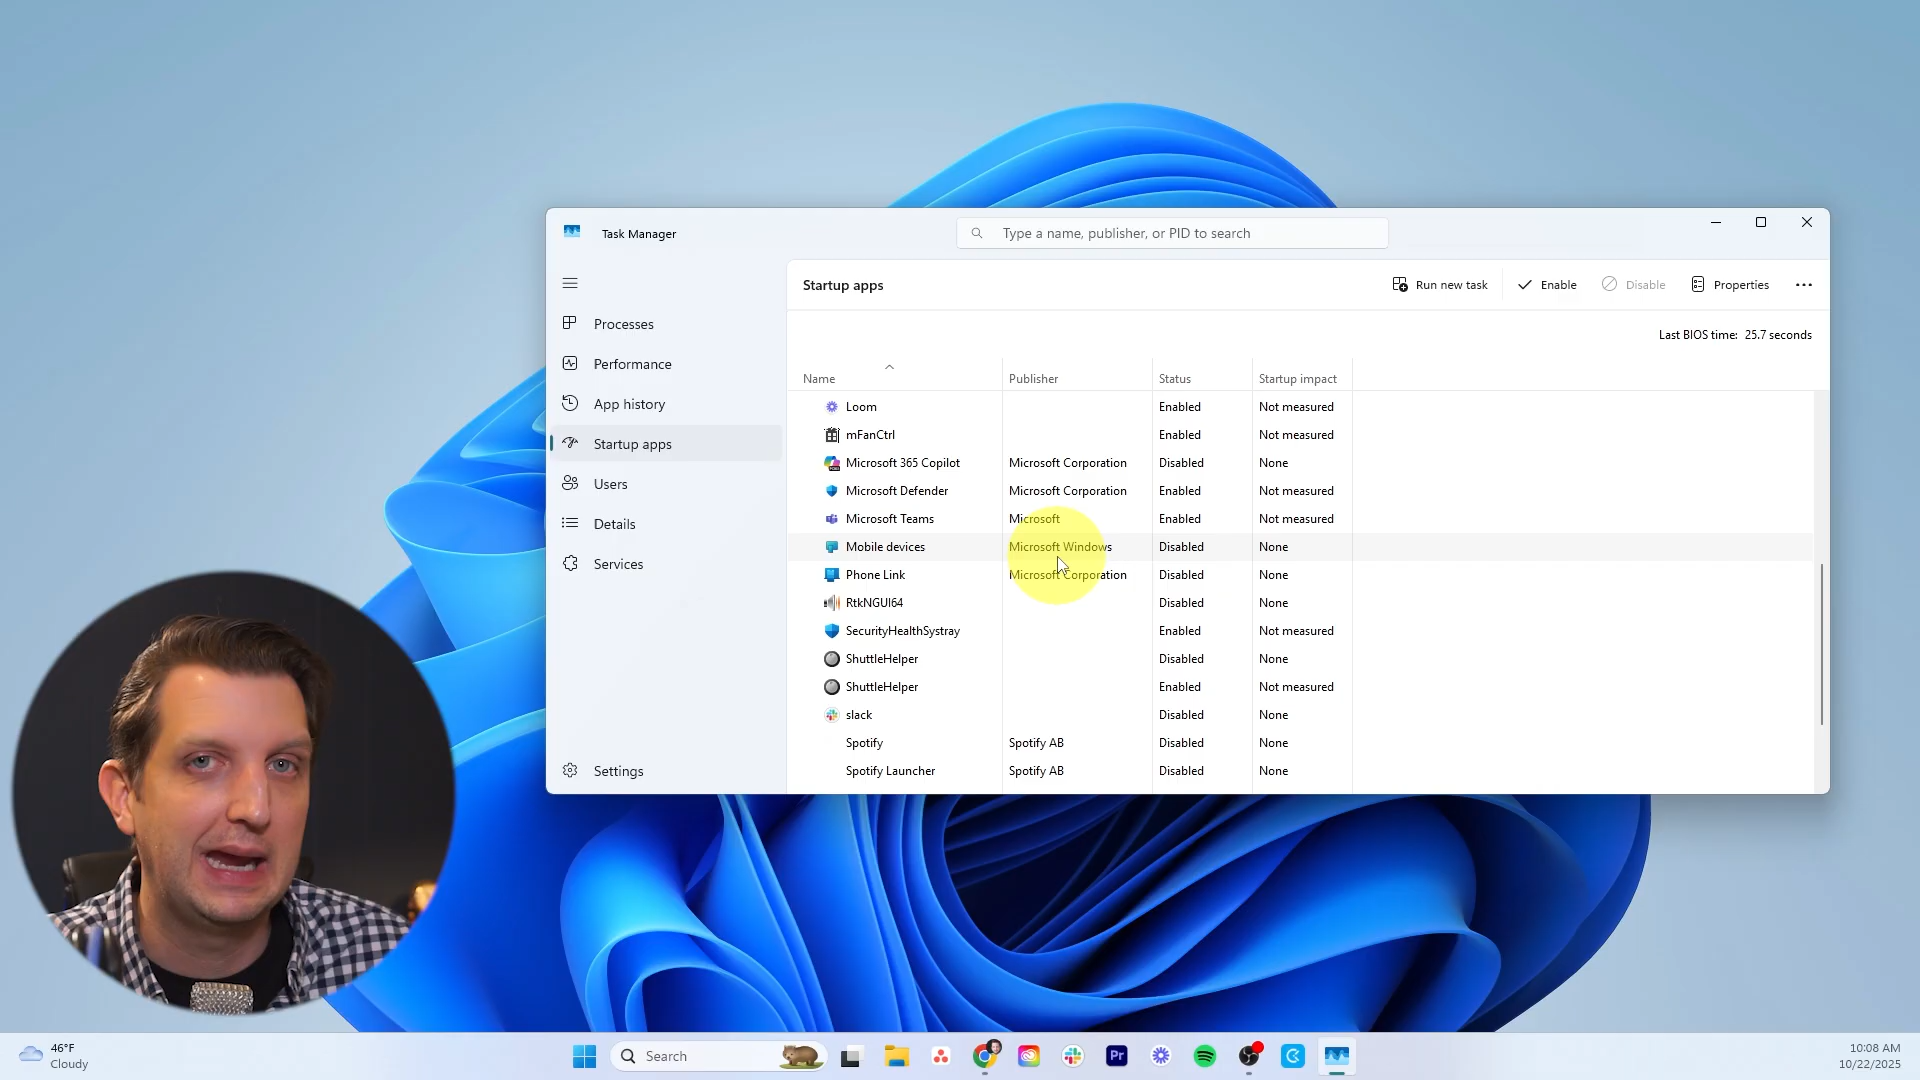 Task Manager
Type a name, publisher, or PID to search
Startup apps
Run new task
Enable
Disable
Properties
Last BIOS time: 25.7 seconds
Processes
Performance
App history
Startup apps
Users
Details
Services
Settings
Name Publisher Status Startup impact
Loom Enabled Not measured
mFanCtrl Enabled Not measured
Microsoft 365 Copilot Microsoft Corporation Disabled None
Microsoft Defender Microsoft Corporation Enabled Not measured
Microsoft Teams Microsoft Enabled Not measured
Mobile devices Microsoft Windows Disabled None
Phone Link Microsoft Corporation Disabled None
RtkNGUI64 Disabled None
SecurityHealthSystray Enabled Not measured
ShuttleHelper Disabled None
ShuttleHelper Enabled Not measured
slack Disabled None
Spotify Spotify AB Disabled None
Spotify Launcher Spotify AB Disabled None
46°F
Cloudy
Search
Pr
10:08 AM
10/22/2025